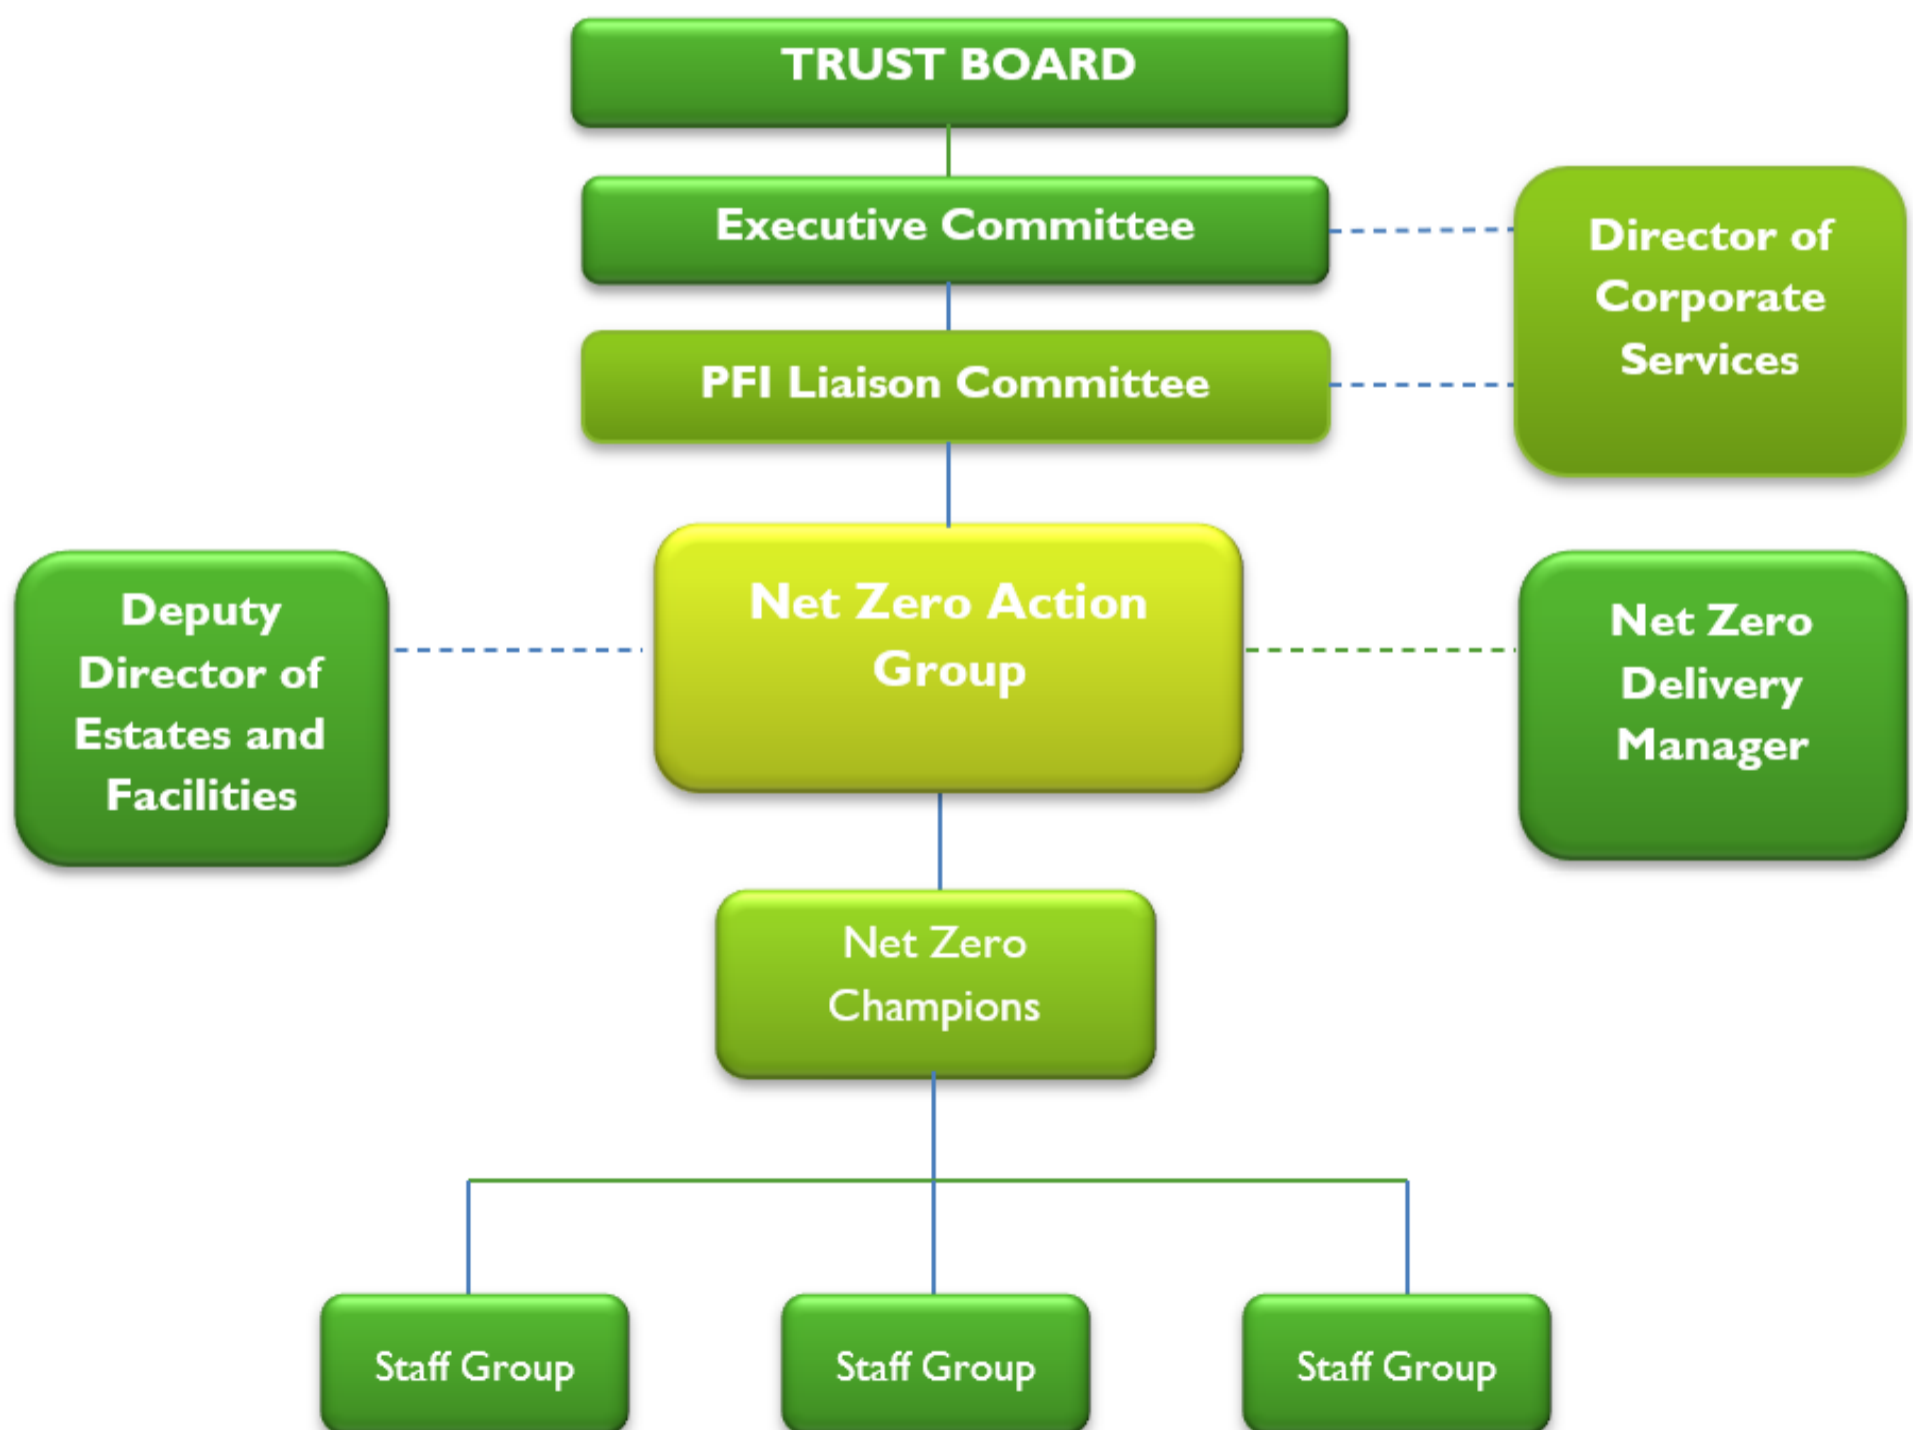 TRUST BOARD
Executive Committee
Director of
Corporate
Services
PFI Liaison Committee
Deputy
Director of
Estates and
Facilities
Net Zero Action
Group
Net Zero
Delivery
Manager
Net Zero
Champions
Staff Group
Staff Group
Staff Group